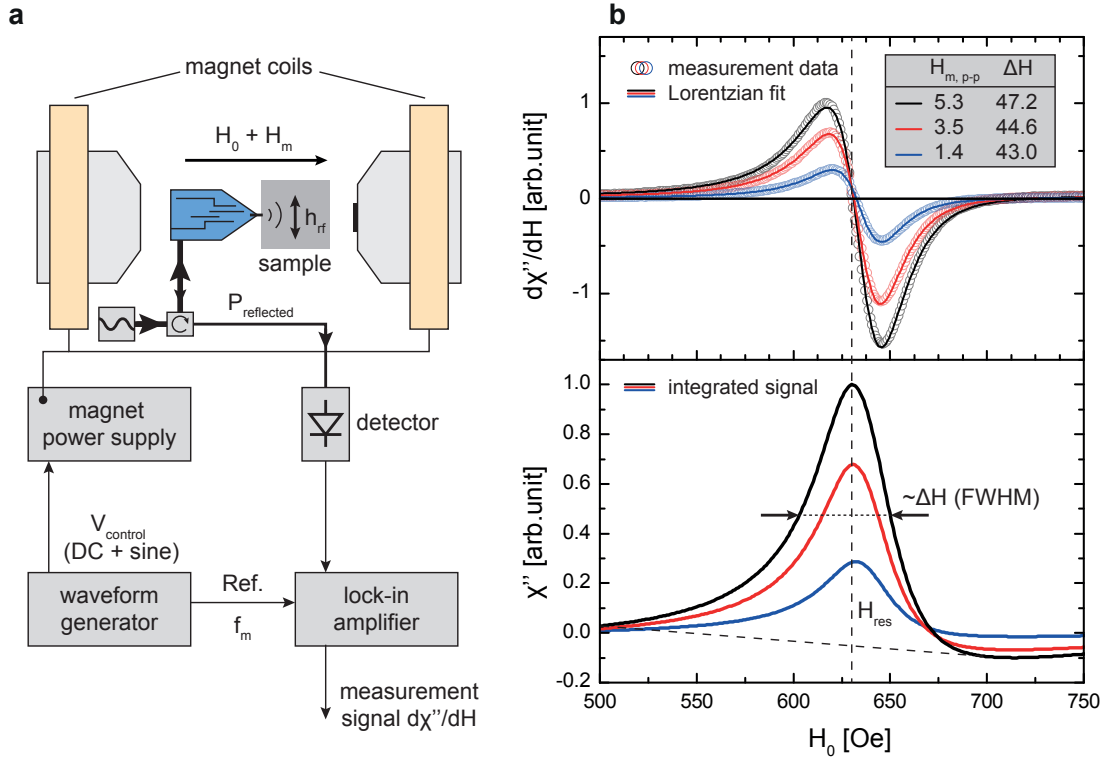 a
magnet coils
H0 + Hm
hrf
sample
Preflected
magnet
power supply
detector
Vcontrol
(DC + sine)
waveform
generator
Ref.
fm
lock-in
amplifier
measurement
signal dχ''/dH
b
measurement data
Lorentzian fit
Hm, p-p ΔH
5.3 47.2
3.5 44.6
1.4 43.0
1
0
-1
dχ''/dH [arb.unit]
integrated signal
1.0
0.8
0.6
0.4
0.2
0.0
-0.2
χ'' [arb.unit]
~ΔH (FWHM)
Hres
500 550 600 650 700 750
H0 [Oe]